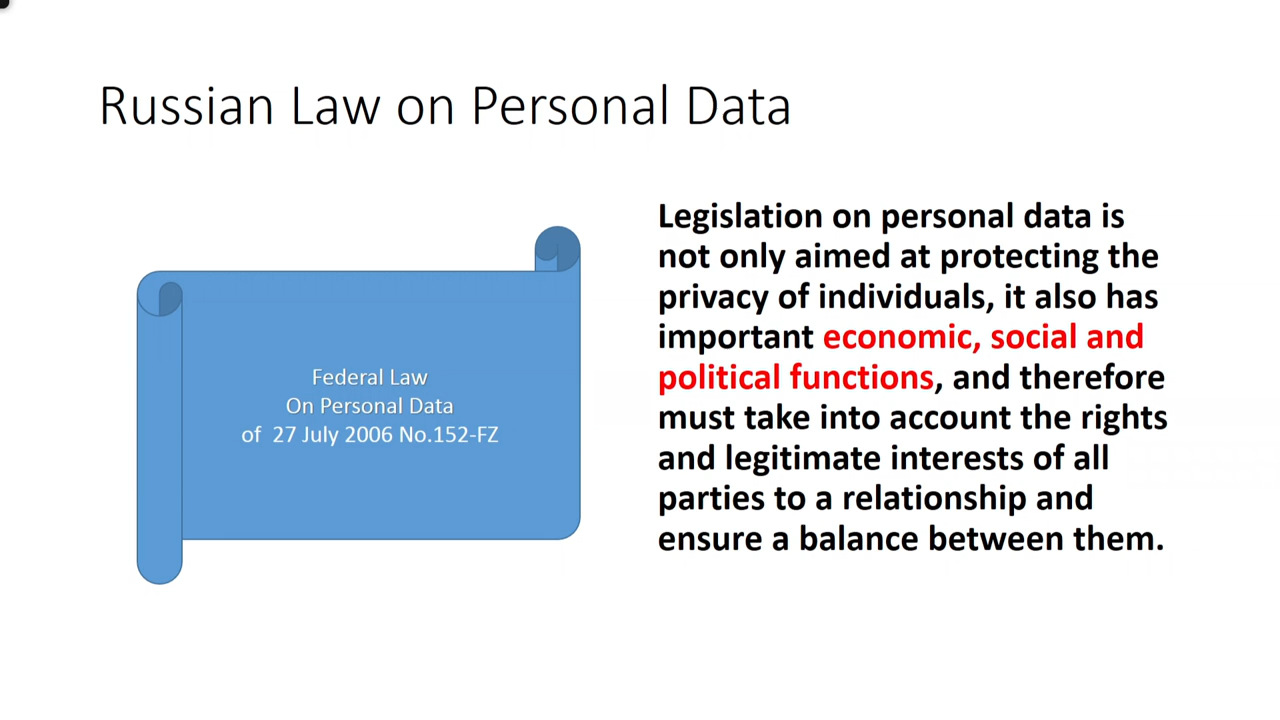 Russian Law on Personal Data
Federal Law
On Personal Data
of 27 July 2006 No.152-FZ
Legislation on personal data is
not only aimed at protecting the
privacy of individuals, it also has
important economic, social and
political functions, and therefore
must take into account the rights
and legitimate interests of all
parties to a relationship and
ensure a balance between them.